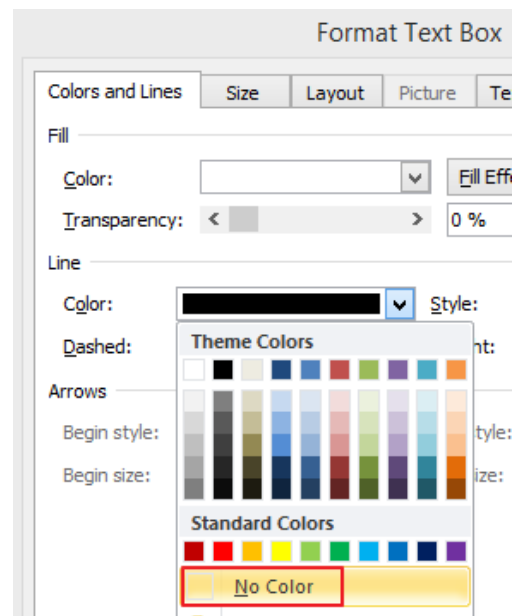 Format Text Box
Colors and Lines Size Layout Picture Te
Fill
Color: Fill Effe
Transparency: 0 %
Line
Color: Style:
Dashed: nt:
Theme Colors
Arrows
Begin style: tyle:
Begin size: ize:
Standard Colors
No Color